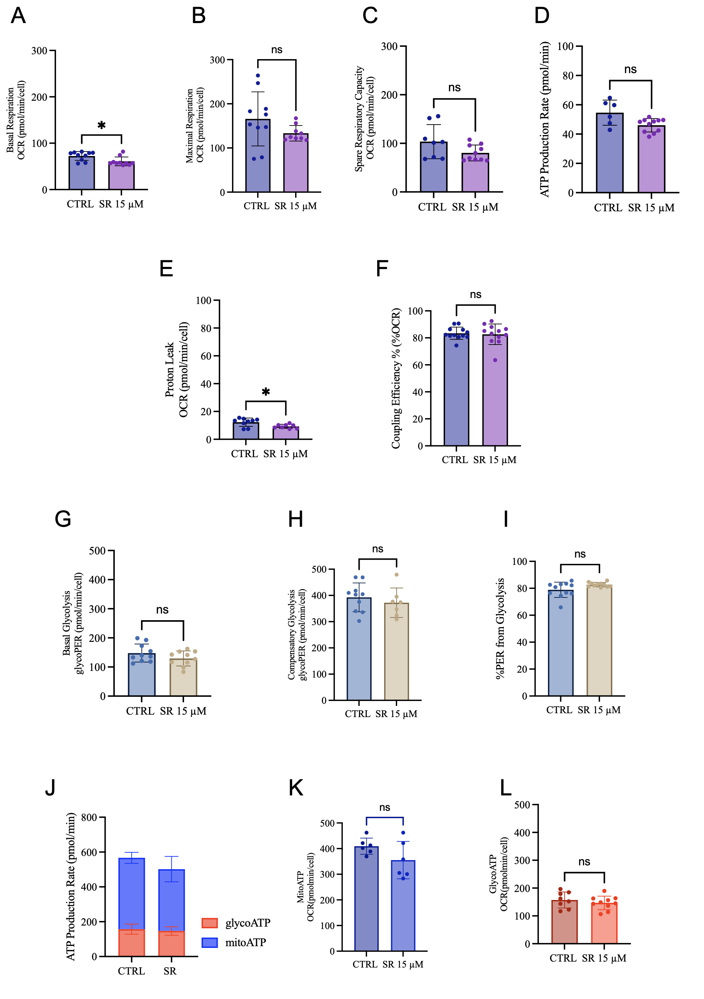 A
B
C
D
Basal Respiration
OCR (pmol/min/cell)
300
200
100
0
*
CTRL SR 15 µM
Maximal Respiration
OCR (pmol/min/cell)
300
200
100
0
ns
CTRL SR 15 µM
Spare Respiratory Capacity
OCR (pmol/min/cell)
300
200
100
0
ns
CTRL SR 15 µM
ATP Production Rate (pmol/min)
100
80
60
40
20
0
ns
CTRL SR 15 µM
E
F
Proton Leak
OCR (pmol/min/cell)
100
80
60
40
20
0
*
CTRL SR 15 µM
Coupling Efficiency % (%OCR)
100
80
60
40
20
0
ns
CTRL SR 15 µM
G
H
I
Basal Glycolysis
glycoPER (pmol/min/cell)
500
400
300
200
100
0
ns
CTRL SR 15 µM
Compensatory Glycolysis
glycoPER (pmol/min/cell)
500
400
300
200
100
0
ns
CTRL SR 15 µM
%PER from Glycolysis
100
80
60
40
20
0
ns
CTRL SR 15 µM
J
K
L
ATP Production Rate (pmol/min)
800
600
400
200
0
CTRL SR
glycoATP
mitoATP
MitoATP
OCR(pmolmin/cell)
500
400
300
200
100
0
ns
CTRL SR 15 µM
GlycoATP
OCR(pmolmin/cell)
500
400
300
200
100
0
ns
CTRL SR 15 µM